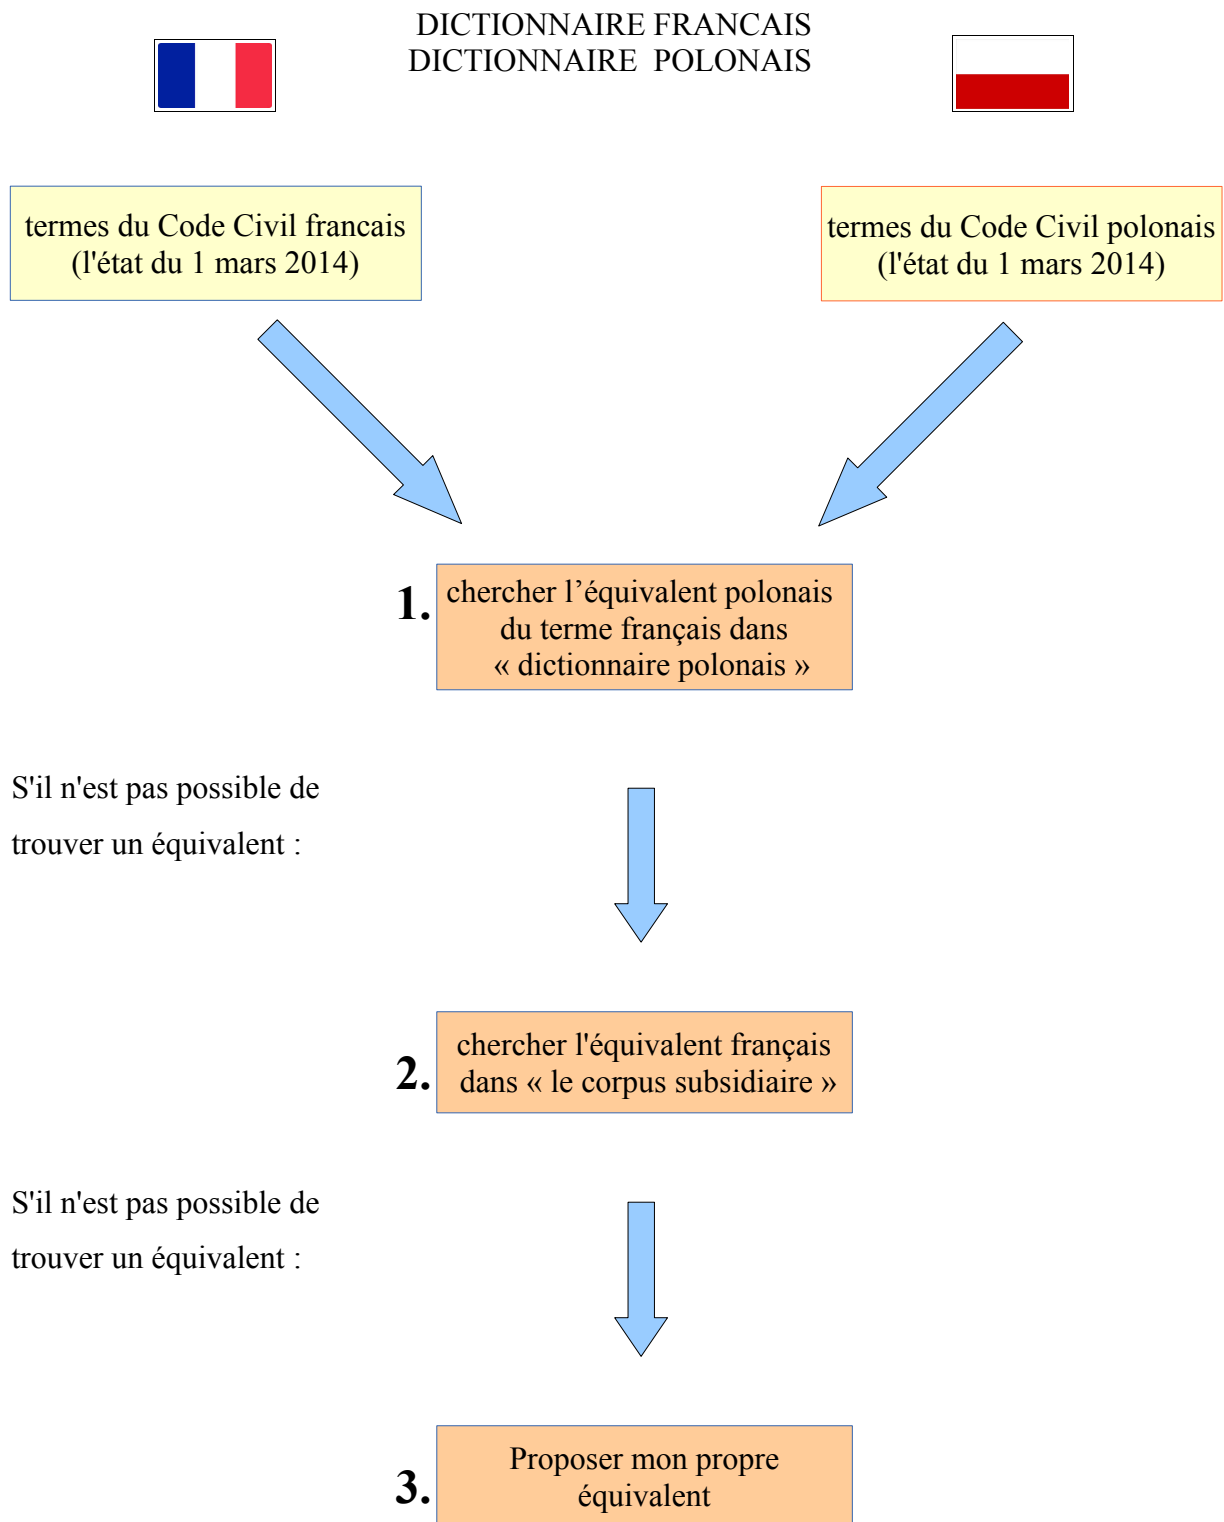 DICTIONNAIRE FRANCAIS
DICTIONNAIRE POLONAIS
termes du Code Civil francais
(l'état du 1 mars 2014)
termes du Code Civil polonais
(l'état du 1 mars 2014)
1.
chercher l’équivalent polonais
du terme français dans
« dictionnaire polonais »
S'il n'est pas possible de
trouver un équivalent :
2.
chercher l'équivalent français
dans « le corpus subsidiaire »
S'il n'est pas possible de
trouver un équivalent :
3.
Proposer mon propre
équivalent